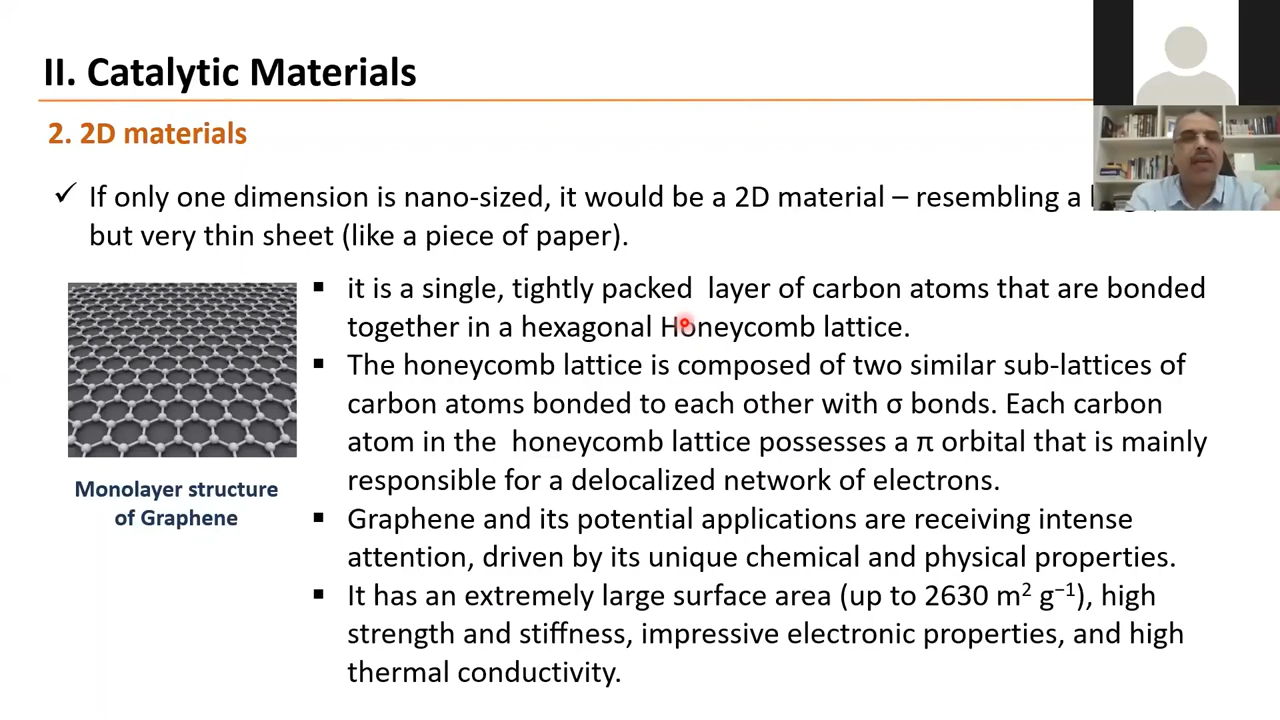 II. Catalytic Materials
2. 2D materials
✓ If only one dimension is nano-sized, it would be a 2D material – resembling a
but very thin sheet (like a piece of paper).
▪ it is a single, tightly packed layer of carbon atoms that are bonded
together in a hexagonal Honeycomb lattice.
▪ The honeycomb lattice is composed of two similar sub-lattices of
carbon atoms bonded to each other with σ bonds. Each carbon
atom in the honeycomb lattice possesses a π orbital that is mainly
responsible for a delocalized network of electrons.
▪ Graphene and its potential applications are receiving intense
attention, driven by its unique chemical and physical properties.
▪ It has an extremely large surface area (up to 2630 m² g⁻¹), high
strength and stiffness, impressive electronic properties, and high
thermal conductivity.
Monolayer structure
of Graphene